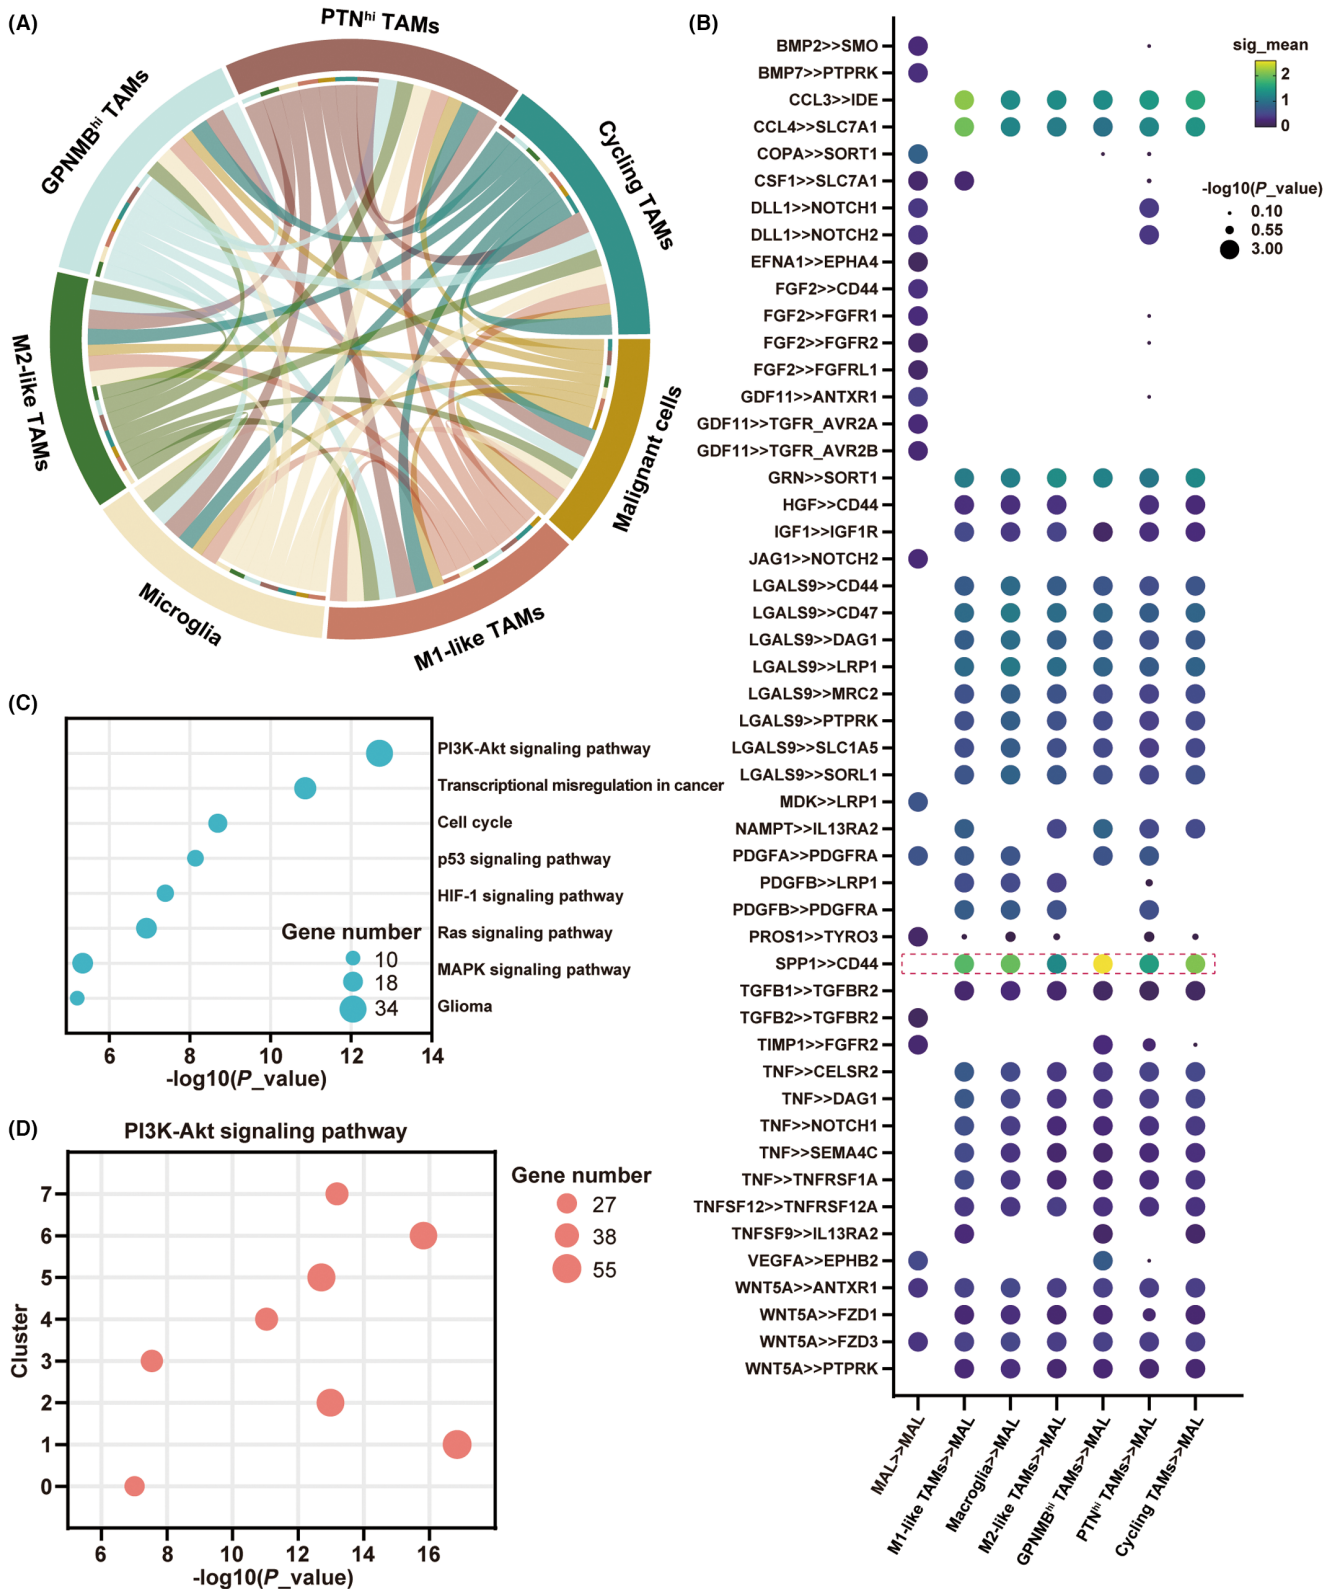 (A)
PTNhi TAMs
Cycling TAMs
Malignant cells
M1-like TAMs
Microglia
M2-like TAMs
GPNMBhi TAMs
(B)
BMP2>>SMO
BMP7>>PTPRK
CCL3>>IDE
CCL4>>SLC7A1
COPA>>SORT1
CSF1>>SLC7A1
DLL1>>NOTCH1
DLL1>>NOTCH2
EFNA1>>EPHA4
FGF2>>CD44
FGF2>>FGFR1
FGF2>>FGFR2
FGF2>>FGFRL1
GDF11>>ANTXR1
GDF11>>TGFR_AVR2A
GDF11>>TGFR_AVR2B
GRN>>SORT1
HGF>>CD44
IGF1>>IGF1R
JAG1>>NOTCH2
LGALS9>>CD44
LGALS9>>CD47
LGALS9>>DAG1
LGALS9>>LRP1
LGALS9>>MRC2
LGALS9>>PTPRK
LGALS9>>SLC1A5
LGALS9>>SORL1
MDK>>LRP1
NAMPT>>IL13RA2
PDGFA>>PDGFRA
PDGFB>>LRP1
PDGFB>>PDGFRA
PROS1>>TYRO3
SPP1>>CD44
TGFB1>>TGFBR2
TGFB2>>TGFBR2
TIMP1>>FGFR2
TNF>>CELSR2
TNF>>DAG1
TNF>>NOTCH1
TNF>>SEMA4C
TNF>>TNFRSF1A
TNFSF12>>TNFRSF12A
TNFSF9>>IL13RA2
VEGFA>>EPHB2
WNT5A>>ANTXR1
WNT5A>>FZD1
WNT5A>>FZD3
WNT5A>>PTPRK
MAL>>MAL
M1-like TAMs>>MAL
Macroglia>>MAL
M2-like TAMs>>MAL
GPNMBhi TAMs>>MAL
PTNhi TAMs>>MAL
Cycling TAMs>>MAL
sig_mean
2
1
0
-log10(P_value)
0.10
0.55
3.00
(C)
PI3K-Akt signaling pathway
Transcriptional misregulation in cancer
Cell cycle
p53 signaling pathway
HIF-1 signaling pathway
Ras signaling pathway
MAPK signaling pathway
Glioma
Gene number
10
18
34
6 8 10 12 14
-log10(P_value)
(D)
PI3K-Akt signaling pathway
Cluster
7
6
5
4
3
2
1
0
6 8 10 12 14 16
-log10(P_value)
Gene number
27
38
55